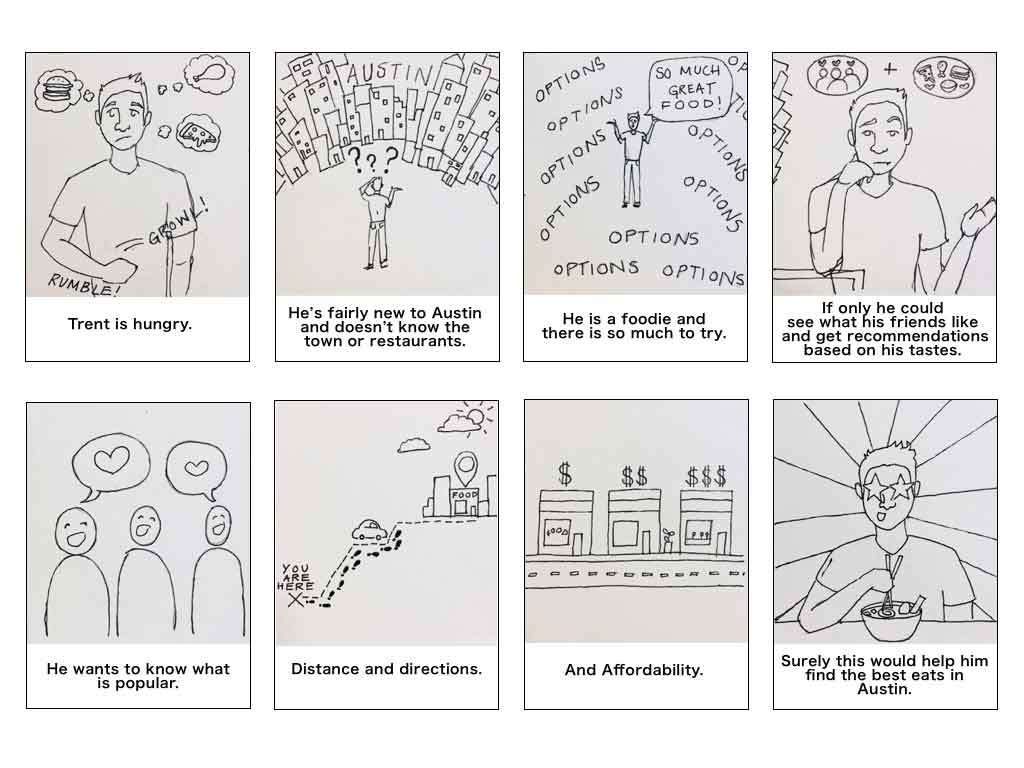 GROWL!
RUMBLE!
Trent is hungry.
AUSTIN
? ? ?
He's fairly new to Austin
and doesn't know the
town or restaurants.
OPTIONS
SO MUCH
GREAT
FOOD!
OPTIONS
OPTIONS
OPTIONS
OPTIONS
OPTIONS
OPTIONS
OPTIONS
OPTIONS
He is a foodie and
there is so much to try.
+
If only he could
see what his friends like
and get recommendations
based on his tastes.
He wants to know what
is popular.
FOOD
YOU
ARE
HERE
Distance and directions.
$ $$ $$$
FOOD
And Affordability.
Surely this would help him
find the best eats in
Austin.